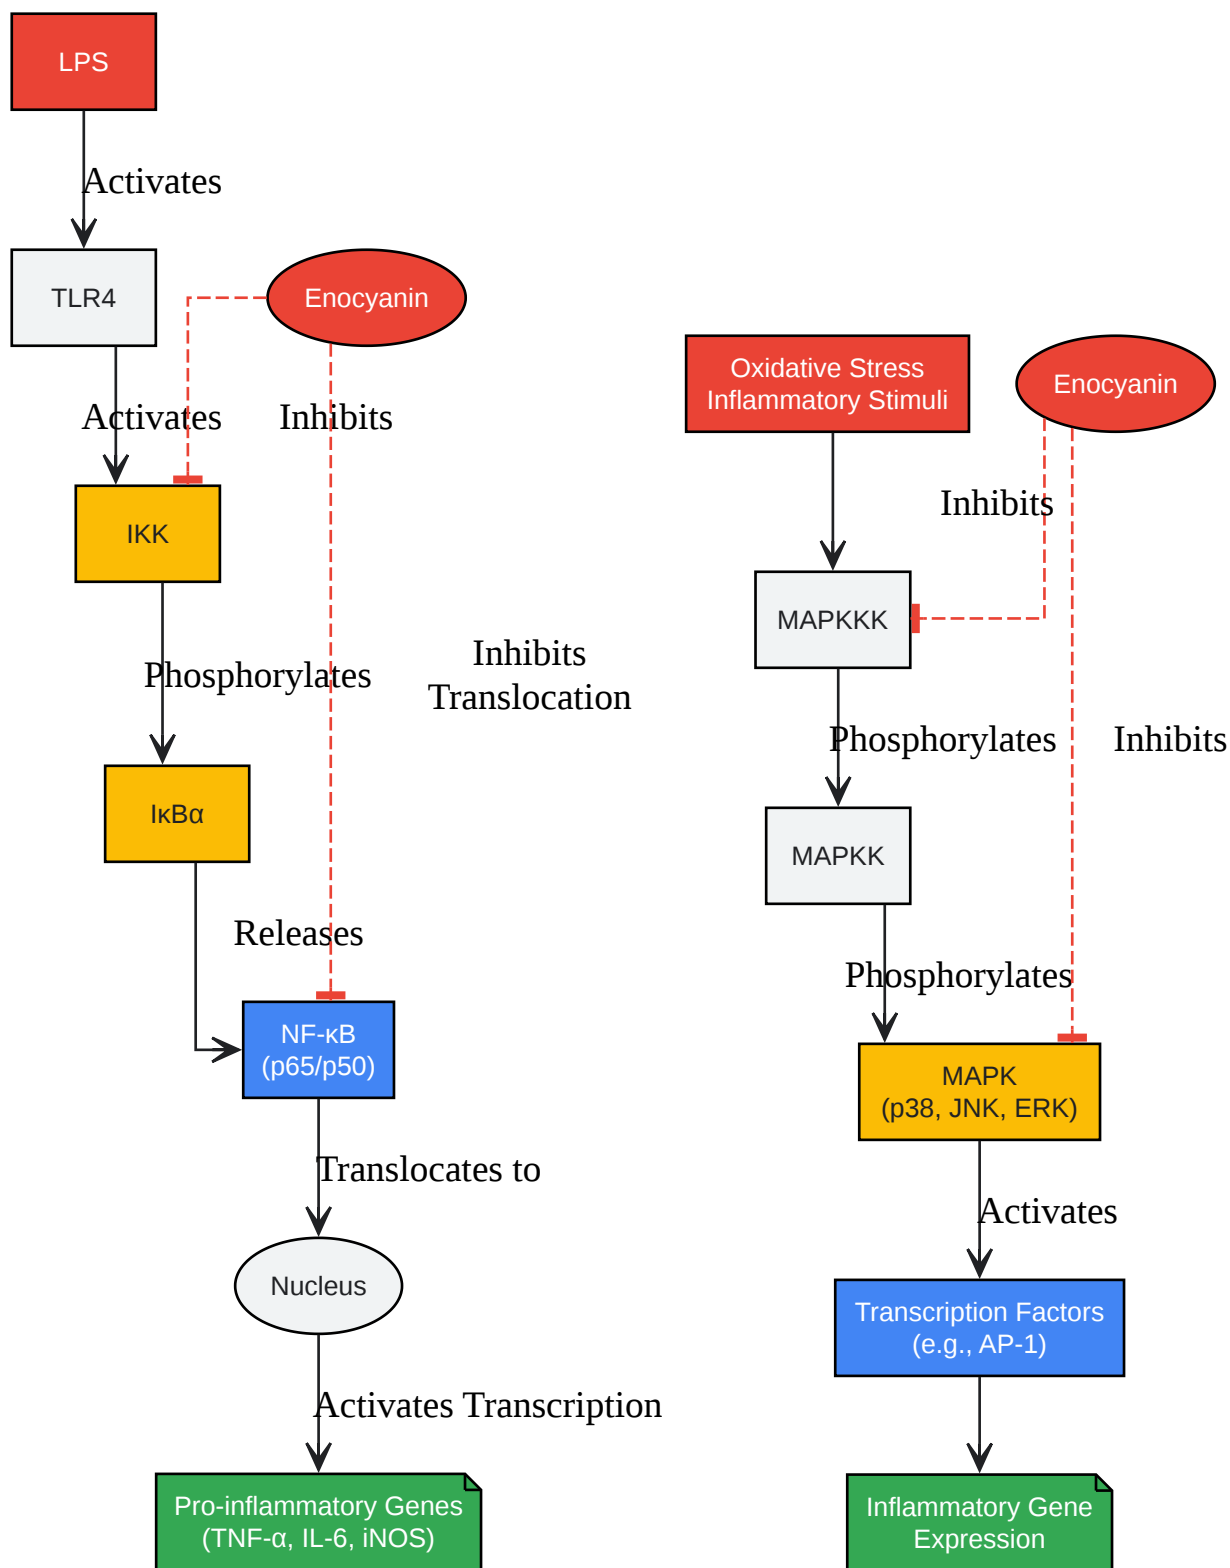 LPS
Activates
TLR4
Enocyanin
Activates
Inhibits
IKK
Phosphorylates
Inhibits
Translocation
IκBα
Releases
NF-κB
(p65/p50)
Translocates to
Nucleus
Activates Transcription
Pro-inflammatory Genes
(TNF-α, IL-6, iNOS)
Oxidative Stress
Inflammatory Stimuli
Enocyanin
Inhibits
MAPKKK
Phosphorylates
Inhibits
MAPKK
Phosphorylates
MAPK
(p38, JNK, ERK)
Activates
Transcription Factors
(e.g., AP-1)
Inflammatory Gene
Expression